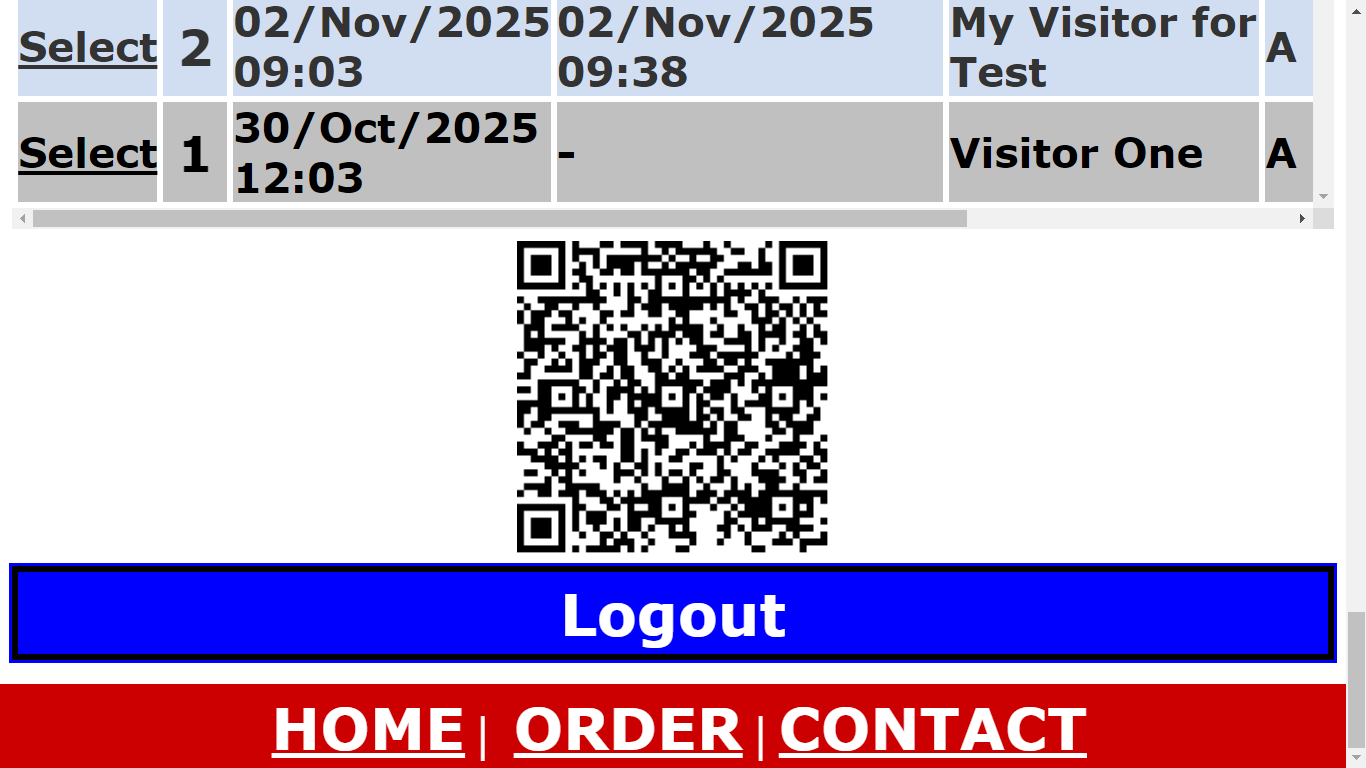 Select 2 02/Nov/2025 09:03 02/Nov/2025 09:38 My Visitor for Test A
Select 1 30/Oct/2025 12:03 - Visitor One A
Logout
HOME | ORDER | CONTACT